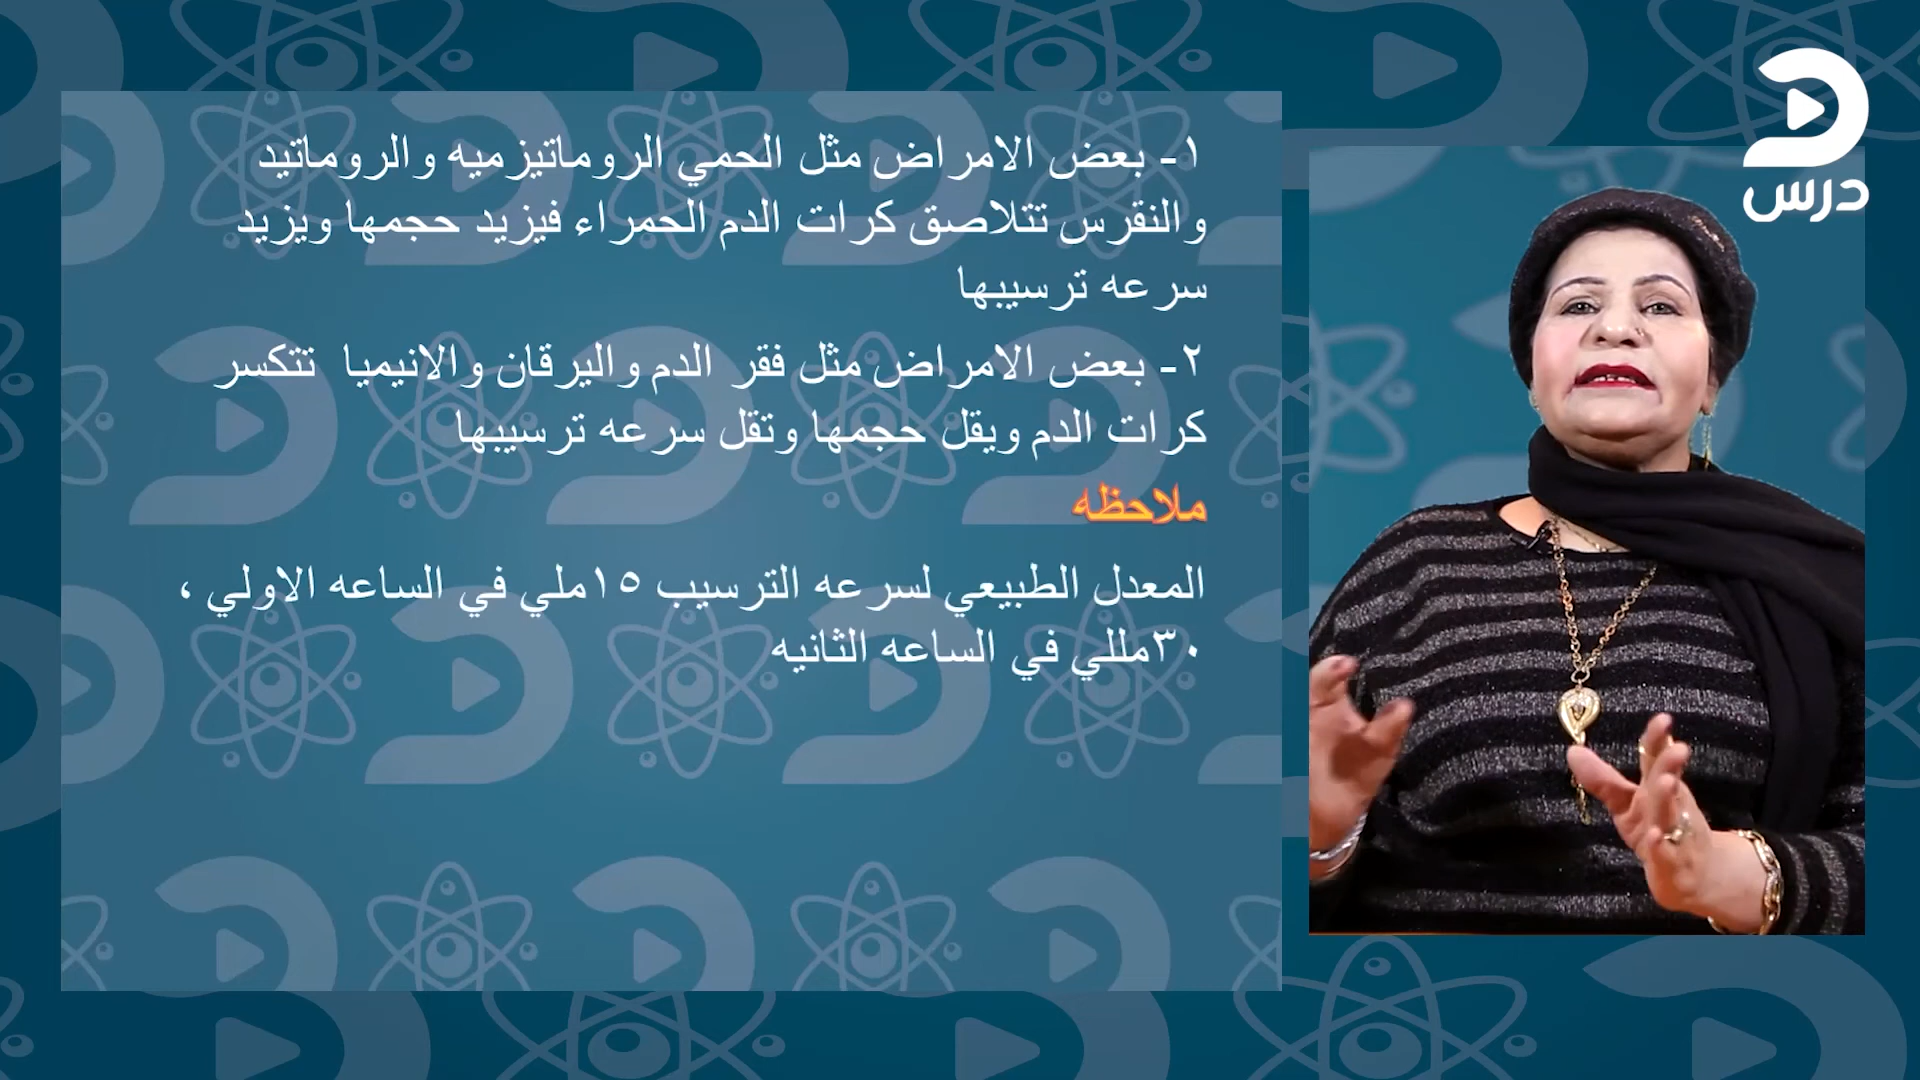 ١- بعض الامراض مثل الحمي الروماتيزميه والروماتيد
والنقرس تتلاصق كرات الدم الحمراء فيزيد حجمها ويزيد
سرعه ترسيبها
٢- بعض الامراض مثل فقر الدم واليرقان والانيميا تتكسر
كرات الدم ويقل حجمها وتقل سرعه ترسيبها
ملاحظه
المعدل الطبيعي لسرعه الترسيب ١٥ملي في الساعه الاولي ،
٣٠مللي في الساعه الثانيه
درس